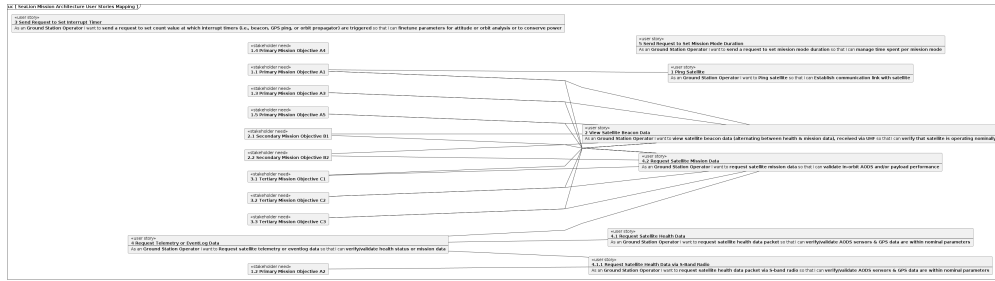 uc [ SeaLion Mission Architecture User Stories Mapping ]
«user story»
3 Send Request to Set Interrupt Timer
As an Ground Station Operator I want to send a request to set count value at which interrupt timers (i.e., beacon, GPS ping, or orbit propagator) are triggered so that I can finetune parameters for attitude or orbit analysis or to conserve power
«stakeholder need»
1.4 Primary Mission Objective A4
«user story»
5 Send Request to Set Mission Mode Duration
As an Ground Station Operator I want to send a request to set mission mode duration so that I can manage time spent per mission mode
«stakeholder need»
1.1 Primary Mission Objective A1
«user story»
1 Ping Satellite
As an Ground Station Operator I want to Ping satellite so that I can Establish communication link with satellite
«stakeholder need»
1.3 Primary Mission Objective A3
«stakeholder need»
1.5 Primary Mission Objective A5
«stakeholder need»
2.1 Secondary Mission Objective B1
«user story»
2 View Satellite Beacon Data
As an Ground Station Operator I want to view satellite beacon data (alternating between health & mission data), received via UHF so that I can verify that satellite is operating nominally
«stakeholder need»
2.2 Secondary Mission Objective B2
«user story»
4.2 Request Satellite Mission Data
As an Ground Station Operator I want to request satellite mission data so that I can validate in-orbit AODS and/or payload performance
«stakeholder need»
3.1 Tertiary Mission Objective C1
«stakeholder need»
3.2 Tertiary Mission Objective C2
«stakeholder need»
3.3 Tertiary Mission Objective C3
«user story»
4 Request Telemetry or EventLog Data
As an Ground Station Operator I want to Request satellite telemetry or eventlog data so that I can verify/validate health status or mission data
«user story»
4.1 Request Satellite Health Data
As an Ground Station Operator I want to request satellite health data packet so that I can verify/validate AODS sensors & GPS data are within nominal parameters
«stakeholder need»
1.2 Primary Mission Objective A2
«user story»
4.1.1 Request Satellite Health Data via S-Band Radio
As an Ground Station Operator I want to request satellite health data packet via S-band radio so that I can verify/validate AODS sensors & GPS data are within nominal parameters